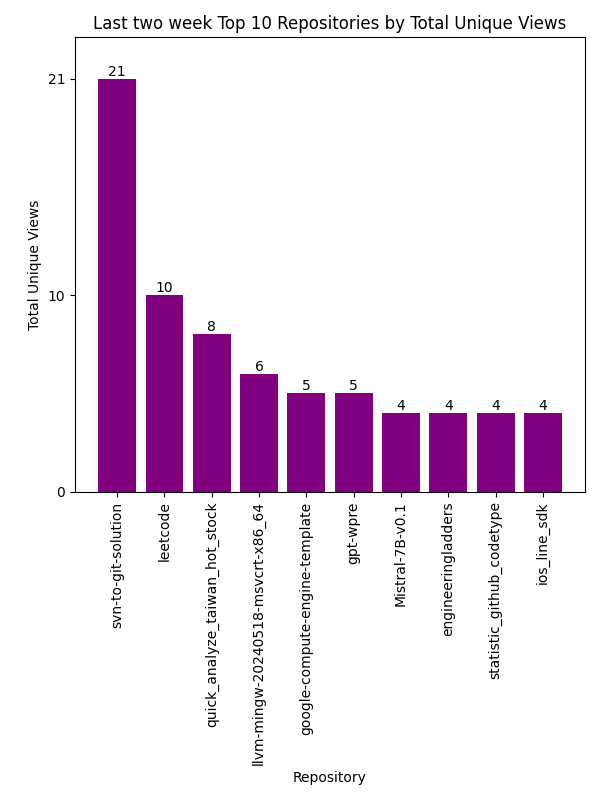 Last two week Top 10 Repositories by Total Unique Views
Total Unique Views
21
10
0
21
10
8
6
5
5
4
4
4
4
svn-to-git-solution
leetcode
quick_analyze_taiwan_hot_stock
llvm-mingw-20240518-msvcrt-x86_64
google-compute-engine-template
gpt-wpre
Mistral-7B-v0.1
engineeringladders
statistic_github_codetype
ios_line_sdk
Repository